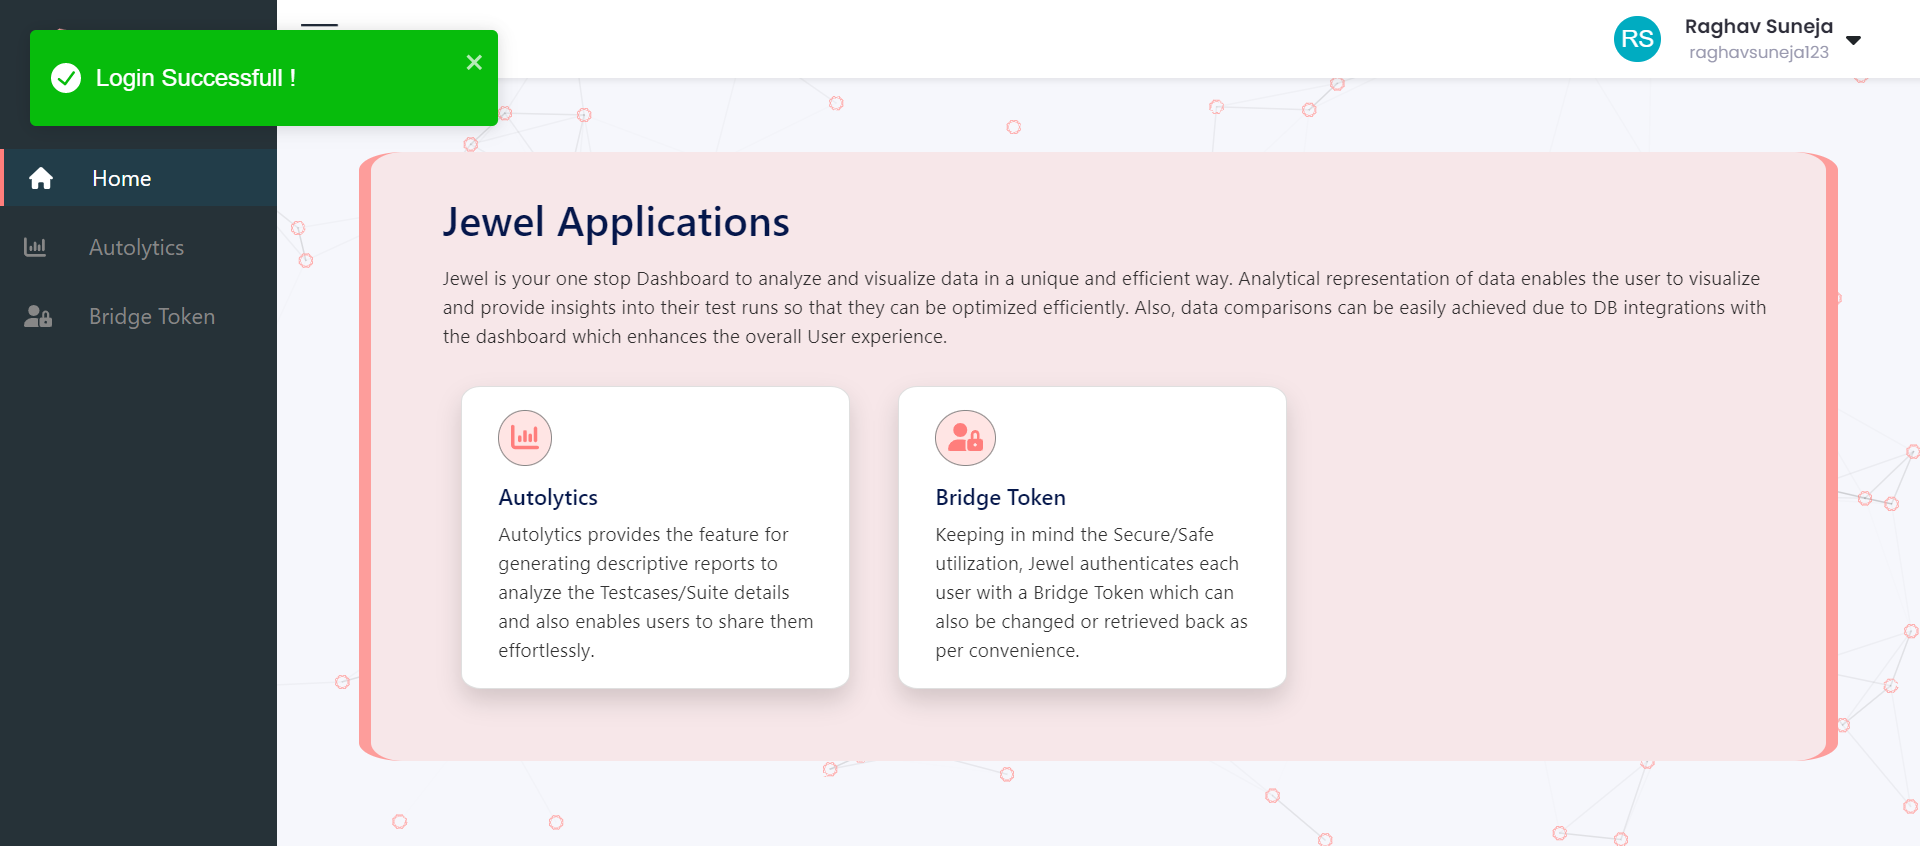 Login Successfull !
RS
Raghav Suneja
raghavsuneja123
Home
Autolytics
Bridge Token
Jewel Applications
Jewel is your one stop Dashboard to analyze and visualize data in a unique and efficient way. Analytical representation of data enables the user to visualize
and provide insights into their test runs so that they can be optimized efficiently. Also, data comparisons can be easily achieved due to DB integrations with
the dashboard which enhances the overall User experience.
Autolytics
Autolytics provides the feature for
generating descriptive reports to
analyze the Testcases/Suite details
and also enables users to share them
effortlessly.
Bridge Token
Keeping in mind the Secure/Safe
utilization, Jewel authenticates each
user with a Bridge Token which can
also be changed or retrieved back as
per convenience.